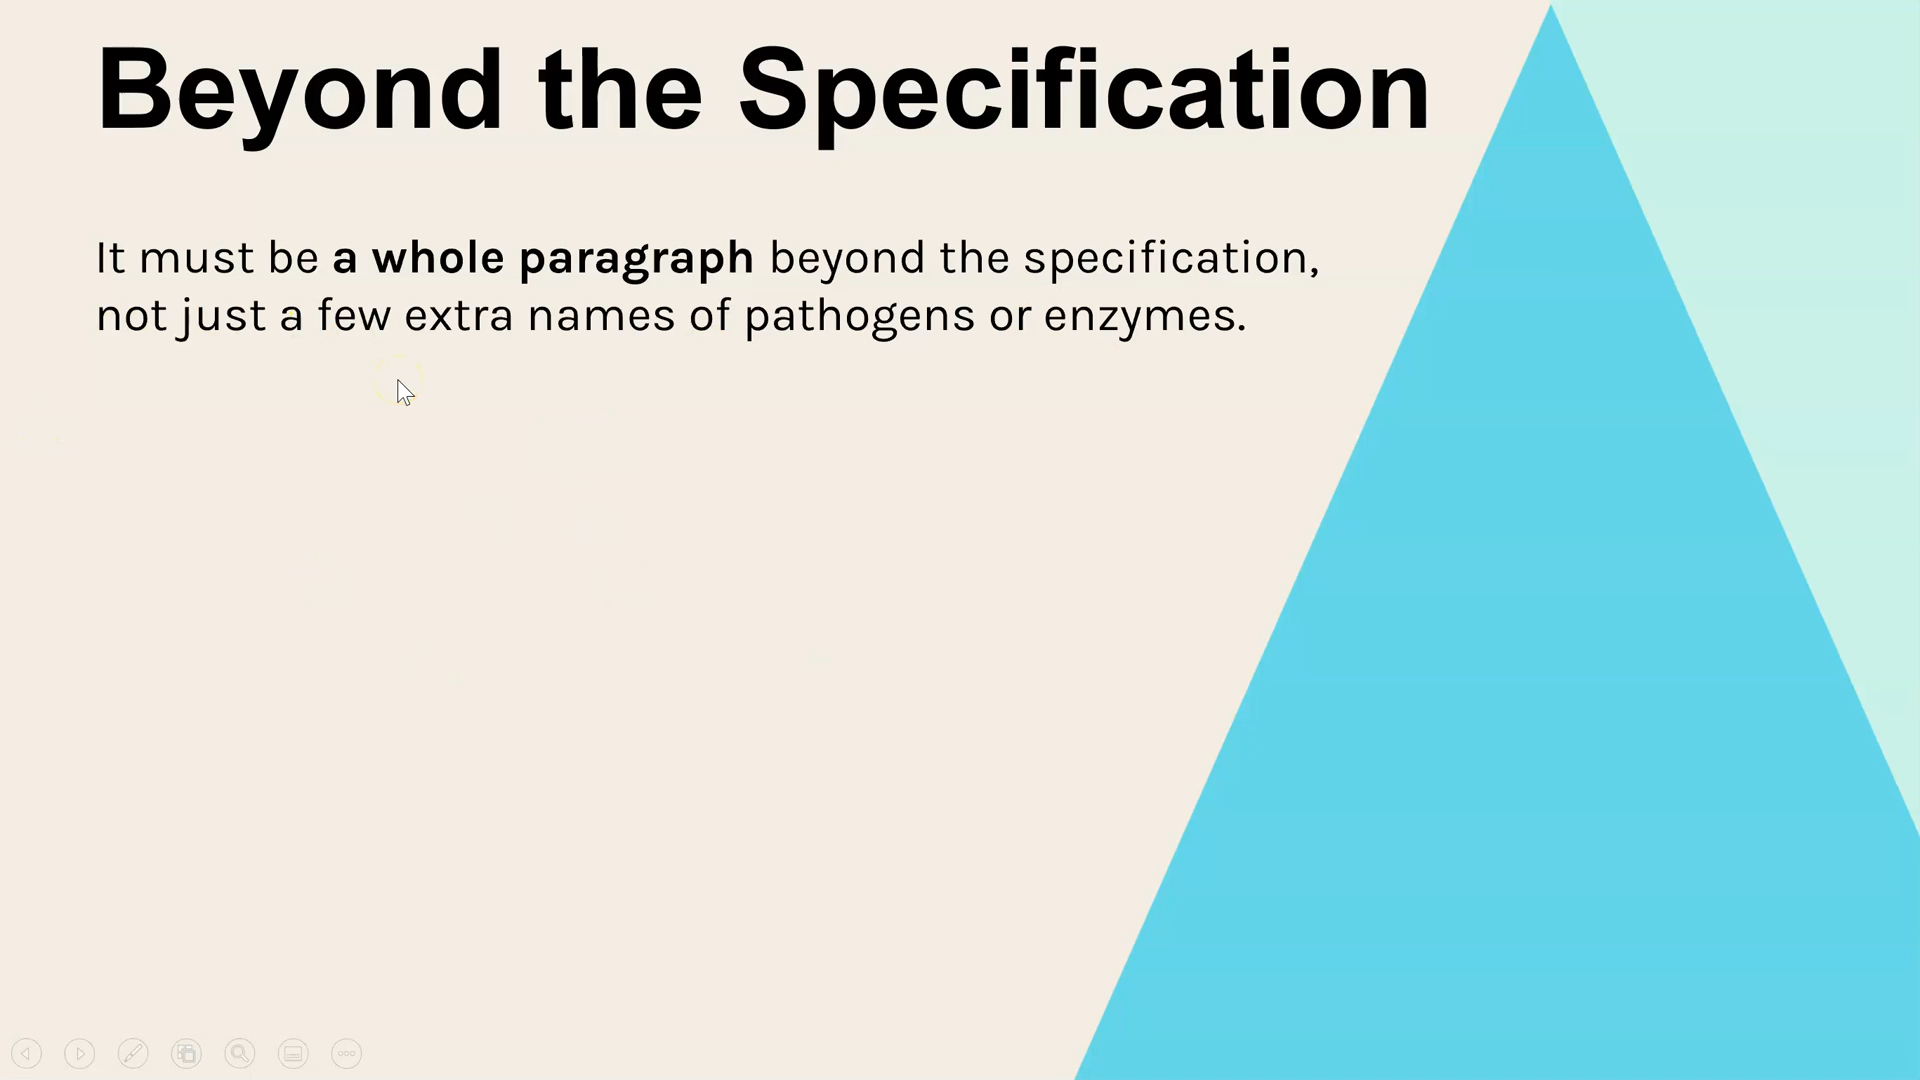 Beyond the Specification
It must be a whole paragraph beyond the specification,
not just a few extra names of pathogens or enzymes.